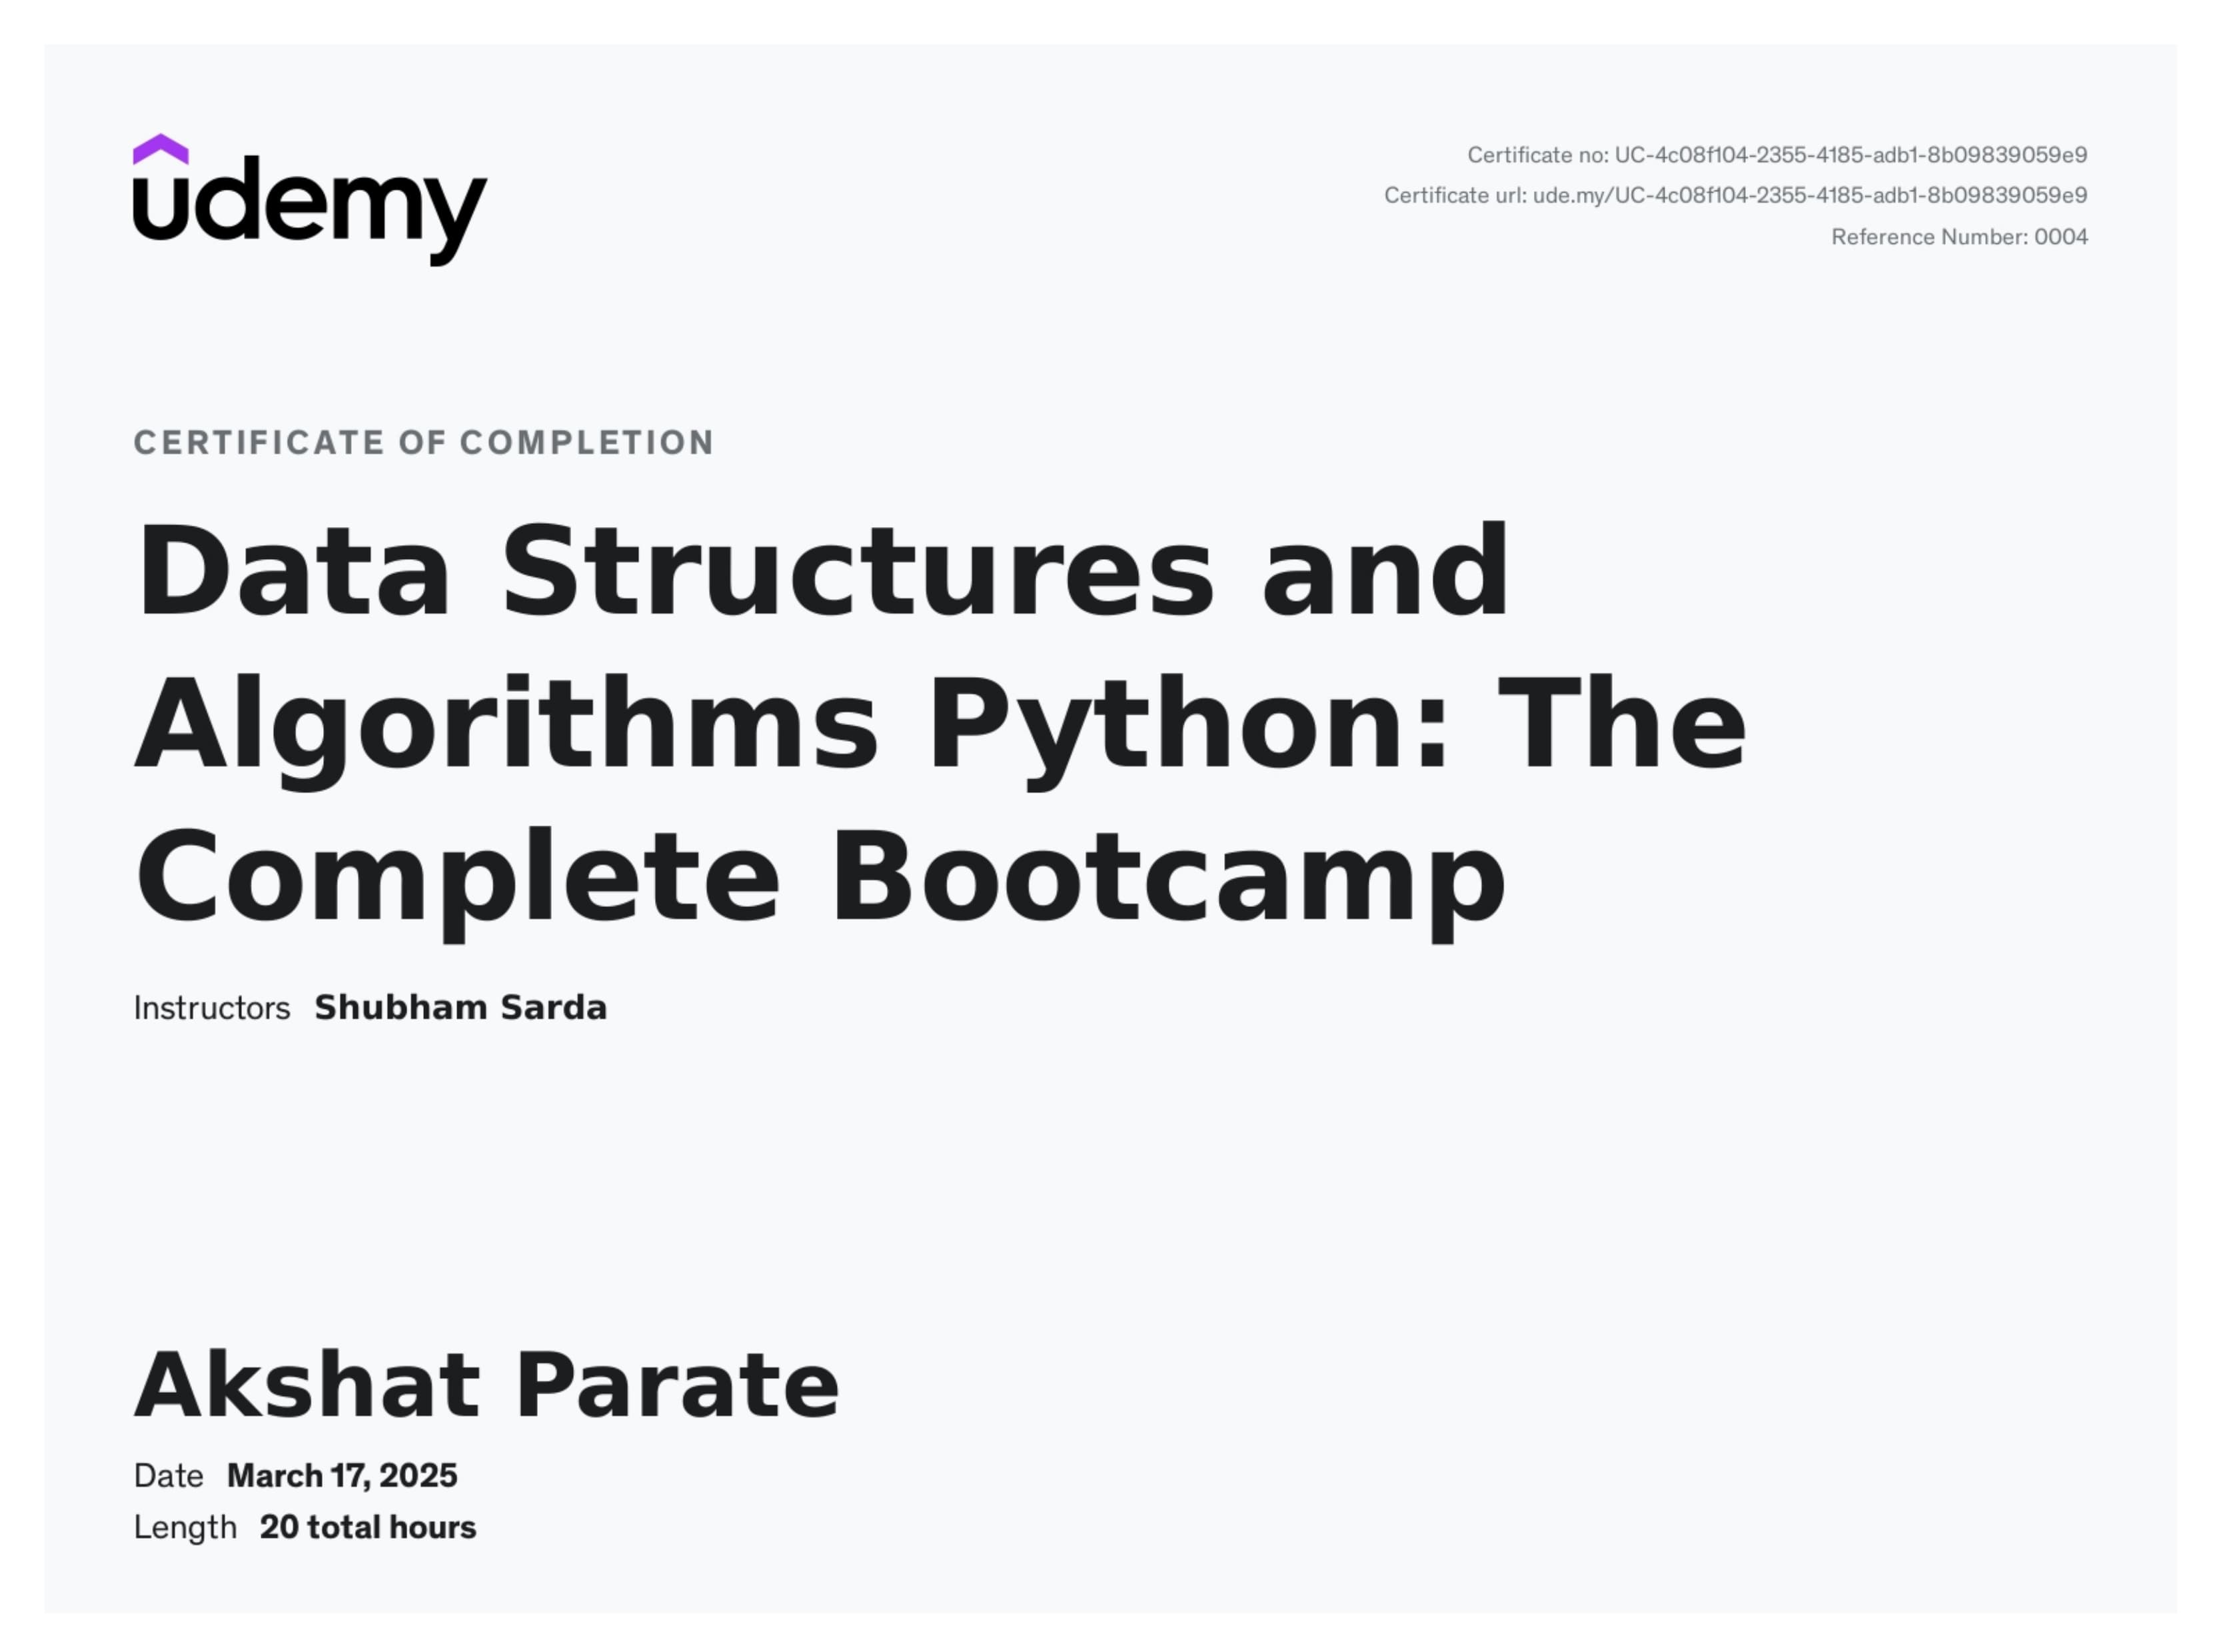 udemy
Certificate no: UC-4c08f104-2355-4185-adb1-8b09839059e9
Certificate url: ude.my/UC-4c08f104-2355-4185-adb1-8b09839059e9
Reference Number: 0004
CERTIFICATE OF COMPLETION
Data Structures and
Algorithms Python: The
Complete Bootcamp
Instructors Shubham Sarda
Akshat Parate
Date March 17, 2025
Length 20 total hours